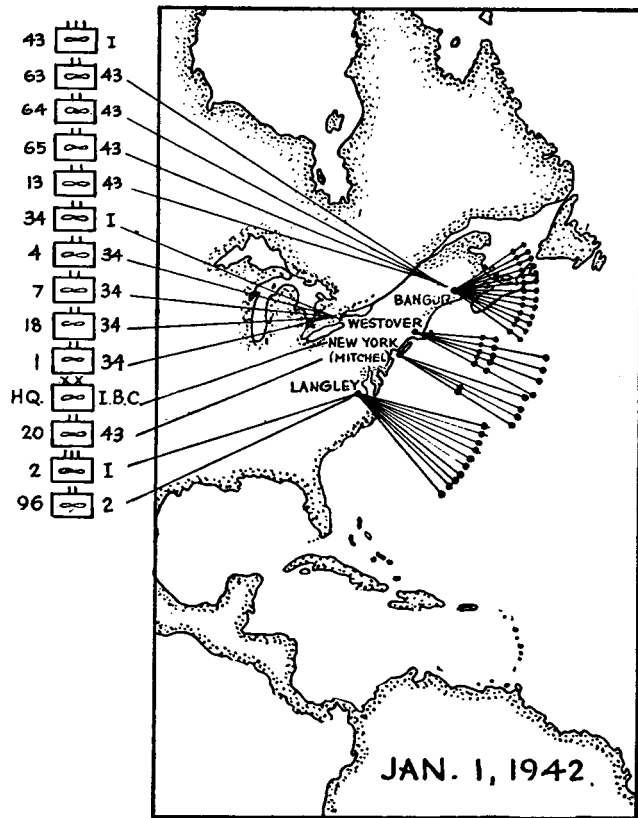 43 I
63 43
64 43
65 43
13 43
34 I
4 34
7 34
18 34
1 34
HQ. I.B.C.
20 43
2 I
96 2
BANGUR
WESTOVER
NEW YORK
(MITCHEL)
LANGLEY
JAN. 1, 1942.